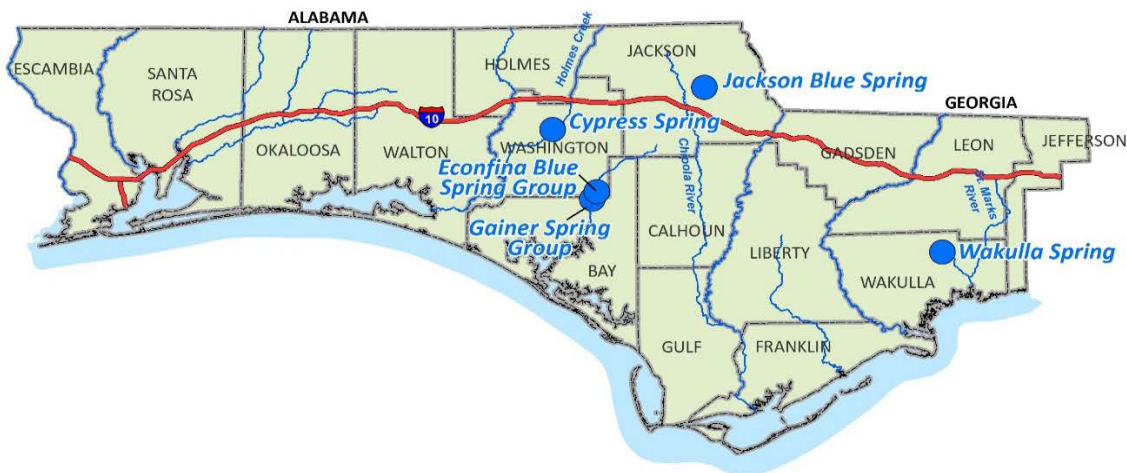 ALABAMA
ESCAMBIA
SANTA
ROSA
OKALOOSA
WALTON
HOLMES
Holmes Creek
JACKSON
Jackson Blue Spring
10
Cypress Spring
WASHINGTON
GEORGIA
GADSDEN
LEON
JEFFERSON
Econfina Blue
Spring Group
Chipola River
St. Marks
River
Gainer Spring
Group
CALHOUN
LIBERTY
Wakulla Spring
BAY
WAKULLA
GULF
FRANKLIN